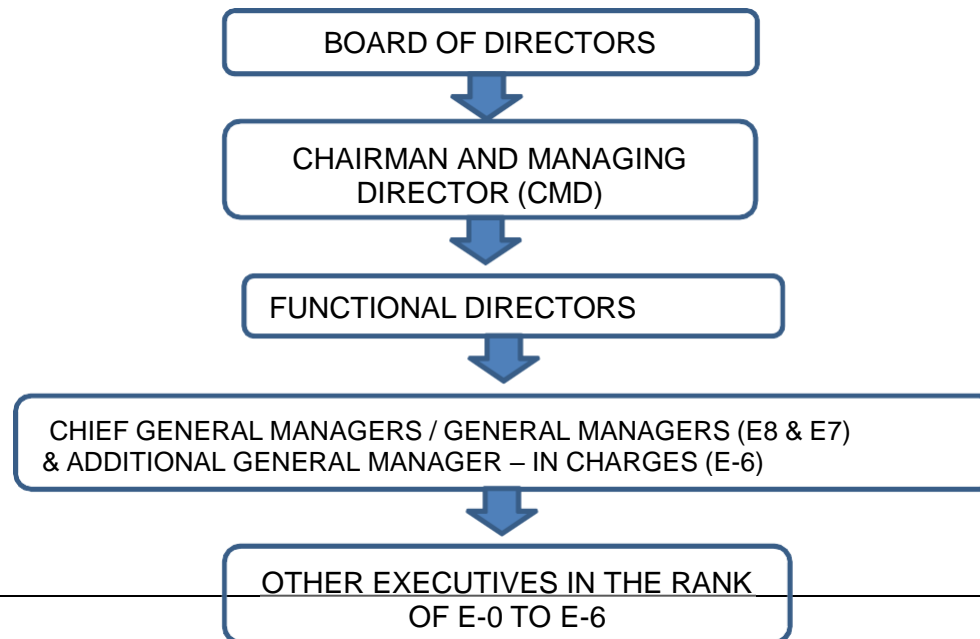 BOARD OF DIRECTORS
CHAIRMAN AND MANAGING
DIRECTOR (CMD)
FUNCTIONAL DIRECTORS
CHIEF GENERAL MANAGERS / GENERAL MANAGERS (E8 & E7)
& ADDITIONAL GENERAL MANAGER – IN CHARGES (E-6)
OTHER EXECUTIVES IN THE RANK
OF E-0 TO E-6